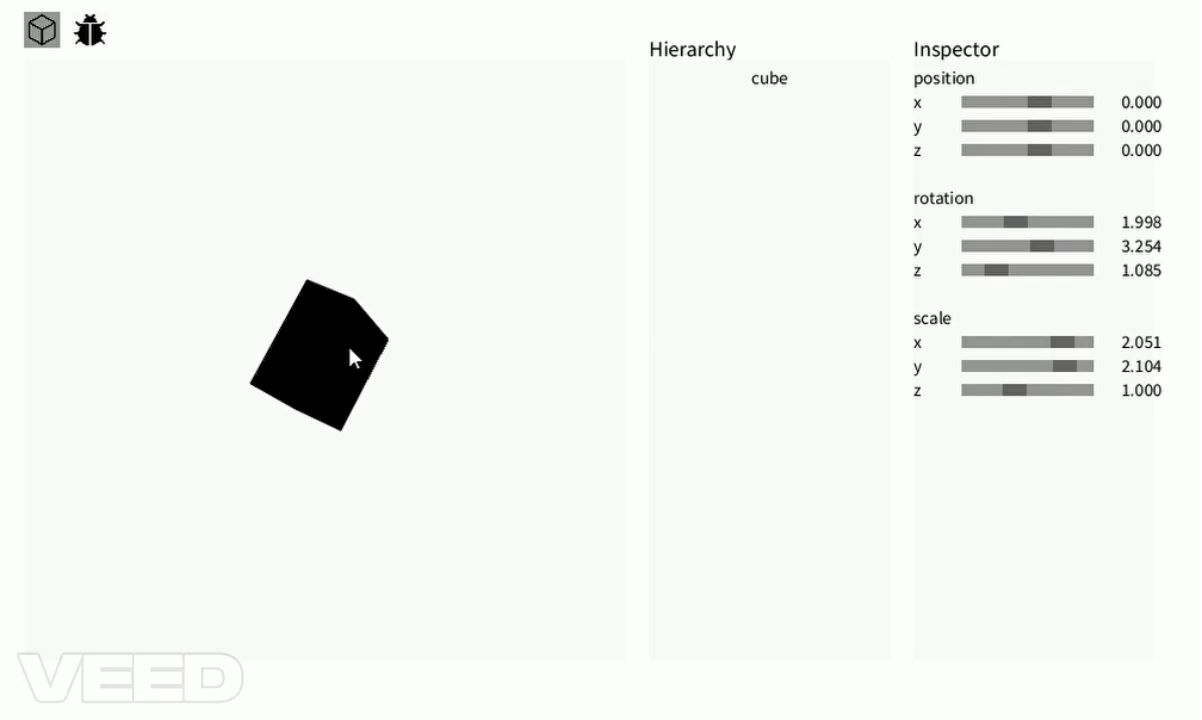 Hierarchy
cube
Inspector
position
x 0.000
y 0.000
z 0.000
rotation
x 1.998
y 3.254
z 1.085
scale
x 2.051
y 2.104
z 1.000
VEED